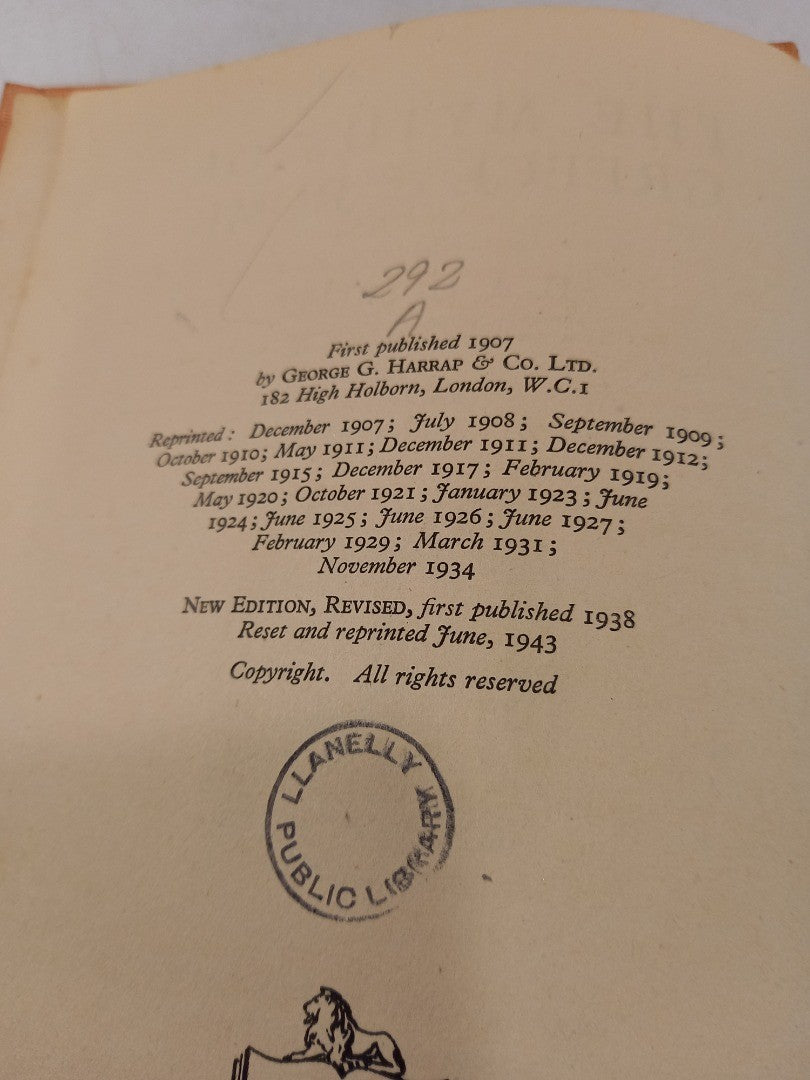 292
A
First published 1907
by GEORGE G. HARRAP & CO. LTD.
182 High Holborn, London, W.C.1
Reprinted: December 1907; July 1908; September 1909;
October 1910; May 1911; December 1911; December 1912;
September 1915; December 1917; February 1919;
May 1920; October 1921; January 1923; June
1924; June 1925; June 1926; June 1927;
February 1929; March 1931;
November 1934
NEW EDITION, REVISED, first published 1938
Reset and reprinted June, 1943
Copyright. All rights reserved
LLANELLY
PUBLIC LIBRARY